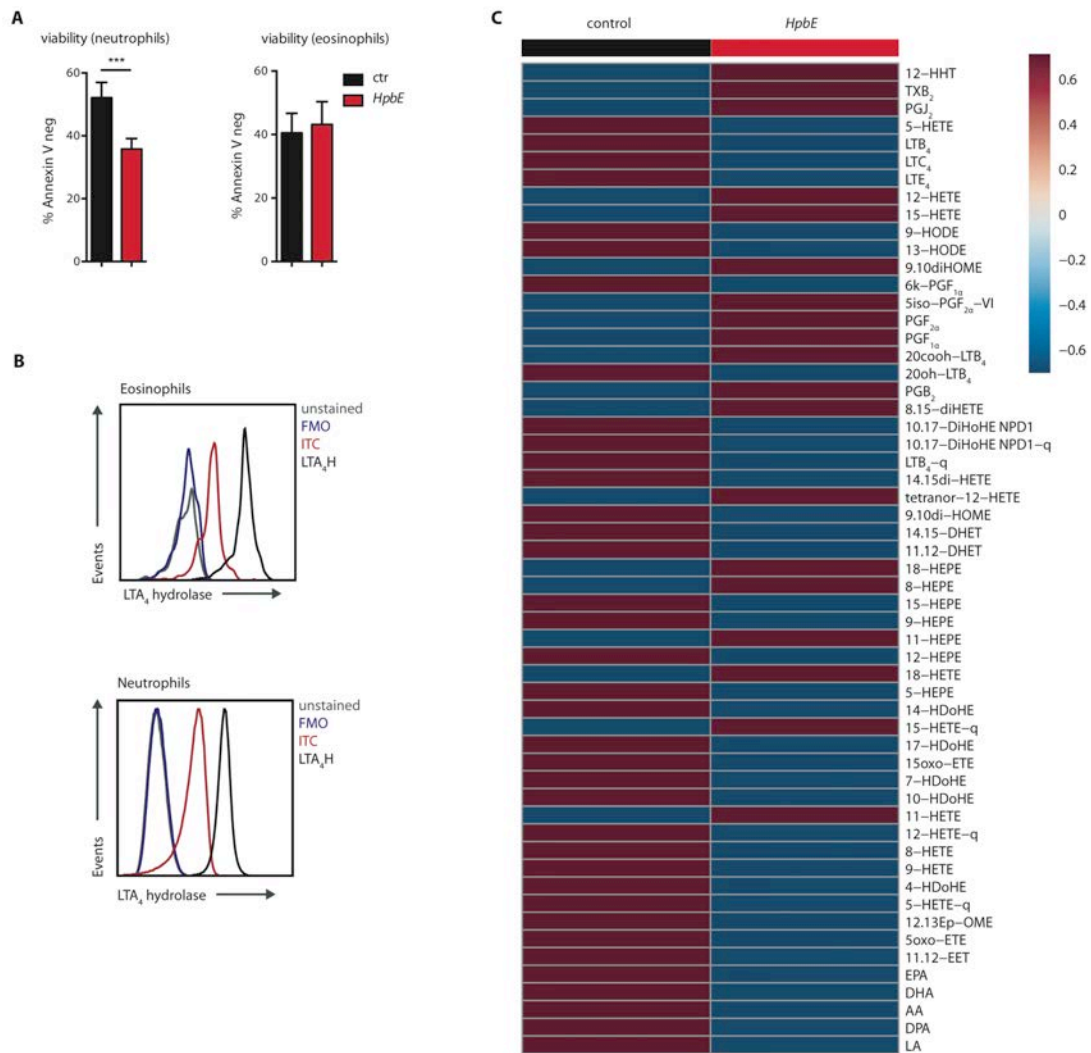 A
viability (neutrophils)
***
60
40
20
0
% Annexin V neg
viability (eosinophils)
60
40
20
0
% Annexin V neg
ctr
HpbE
B
Eosinophils
unstained
FMO
ITC
LTA₄H
Events
LTA₄ hydrolase
Neutrophils
unstained
FMO
ITC
LTA₄H
Events
LTA₄ hydrolase
C
control
HpbE
12−HHT
TXB₂
PGJ₂
5−HETE
LTB₄
LTC₄
LTE₄
12−HETE
15−HETE
9−HODE
13−HODE
9.10diHOME
6k−PGF₁α
5iso−PGF₂α−VI
PGF₂α
PGF₁α
20cooh−LTB₄
20oh−LTB₄
PGB₂
8.15−diHETE
10.17−DiHoHE NPD1
10.17−DiHoHE NPD1−q
LTB₄−q
14.15di−HETE
tetranor−12−HETE
9.10di−HOME
14.15−DHET
11.12−DHET
18−HEPE
8−HEPE
15−HEPE
9−HEPE
11−HEPE
12−HEPE
18−HETE
5−HEPE
14−HDoHE
15−HETE−q
17−HDoHE
15oxo−ETE
7−HDoHE
10−HDoHE
11−HETE
12−HETE−q
8−HETE
9−HETE
4−HDoHE
5−HETE−q
12.13Ep−OME
5oxo−ETE
11.12−EET
EPA
DHA
AA
DPA
LA
0.6
0.4
0.2
0
−0.2
−0.4
−0.6